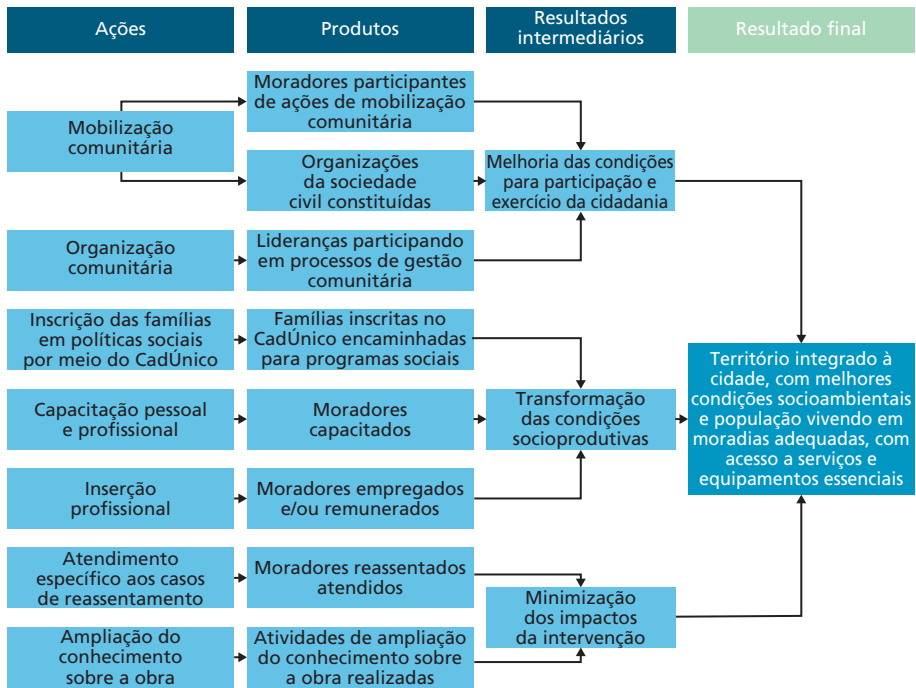 Ações
Produtos
Resultados
intermediários
Resultado final
Mobilização
comunitária
Moradores participantes
de ações de mobilização
comunitária
Organizações
da sociedade
civil constituídas
Melhoria das condições
para participação e
exercício da cidadania
Organização
comunitária
Lideranças participando
em processos de gestão
comunitária
Inscrição das famílias
em políticas sociais
por meio do CadÚnico
Famílias inscritas no
CadÚnico encaminhadas
para programas sociais
Capacitação pessoal
e profissional
Moradores
capacitados
Transformação
das condições
socioprodutivas
Território integrado à
cidade, com melhores
condições socioambientais
e população vivendo em
moradias adequadas, com
acesso a serviços e
equipamentos essenciais
Inserção
profissional
Moradores empregados
e/ou remunerados
Atendimento
específico aos casos
de reassentamento
Moradores reassentados
atendidos
Minimização
dos impactos
da intervenção
Ampliação do
conhecimento
sobre a obra
Atividades de ampliação
do conhecimento sobre
a obra realizadas